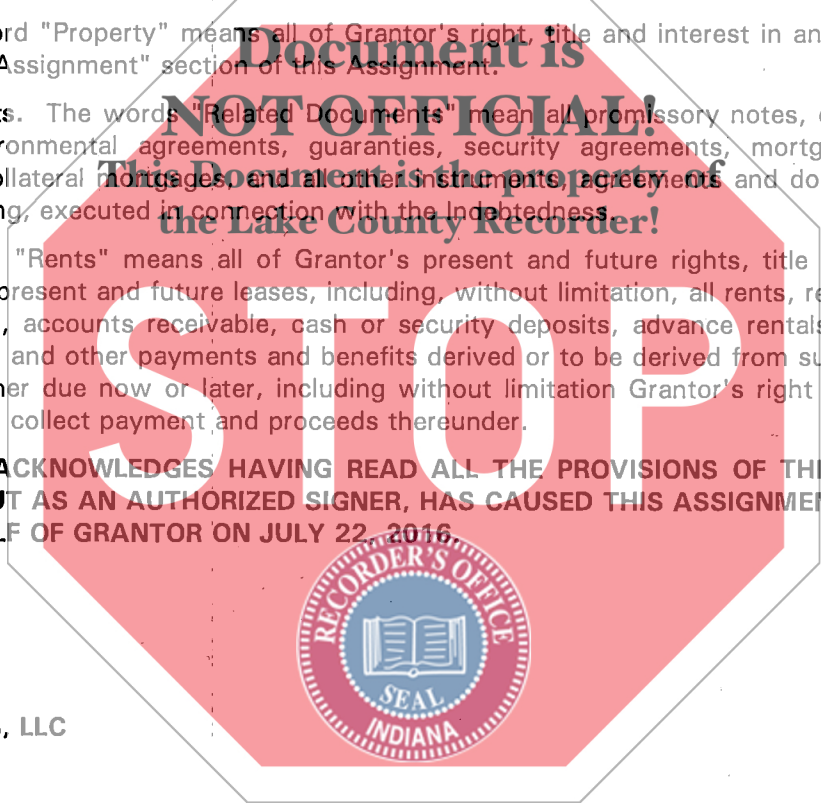 rd "Property" means all of Grantor's right, title and interest in an
Assignment" section of this Assignment.
Document is
s. The words "Related Documents" mean all promissory notes,
NOT OFFICIAL!
ronmental agreements, guaranties, security agreements, mortg
llateral mortgages, and all other instruments, agreements and do
This Document is the property of
ng, executed in connection with the Indebtedness.
the Lake County Recorder!
"Rents" means all of Grantor's present and future rights, title
present and future leases, including, without limitation, all rents, re
, accounts receivable, cash or security deposits, advance rentals
and other payments and benefits derived or to be derived from su
er due now or later, including without limitation Grantor's right
collect payment and proceeds thereunder.
STOP
ACKNOWLEDGES HAVING READ ALL THE PROVISIONS OF THI
UT AS AN AUTHORIZED SIGNER, HAS CAUSED THIS ASSIGNMEN
LF OF GRANTOR ON JULY 22, 2016.
RECORDER'S OFFICE
SEAL
INDIANA
, LLC